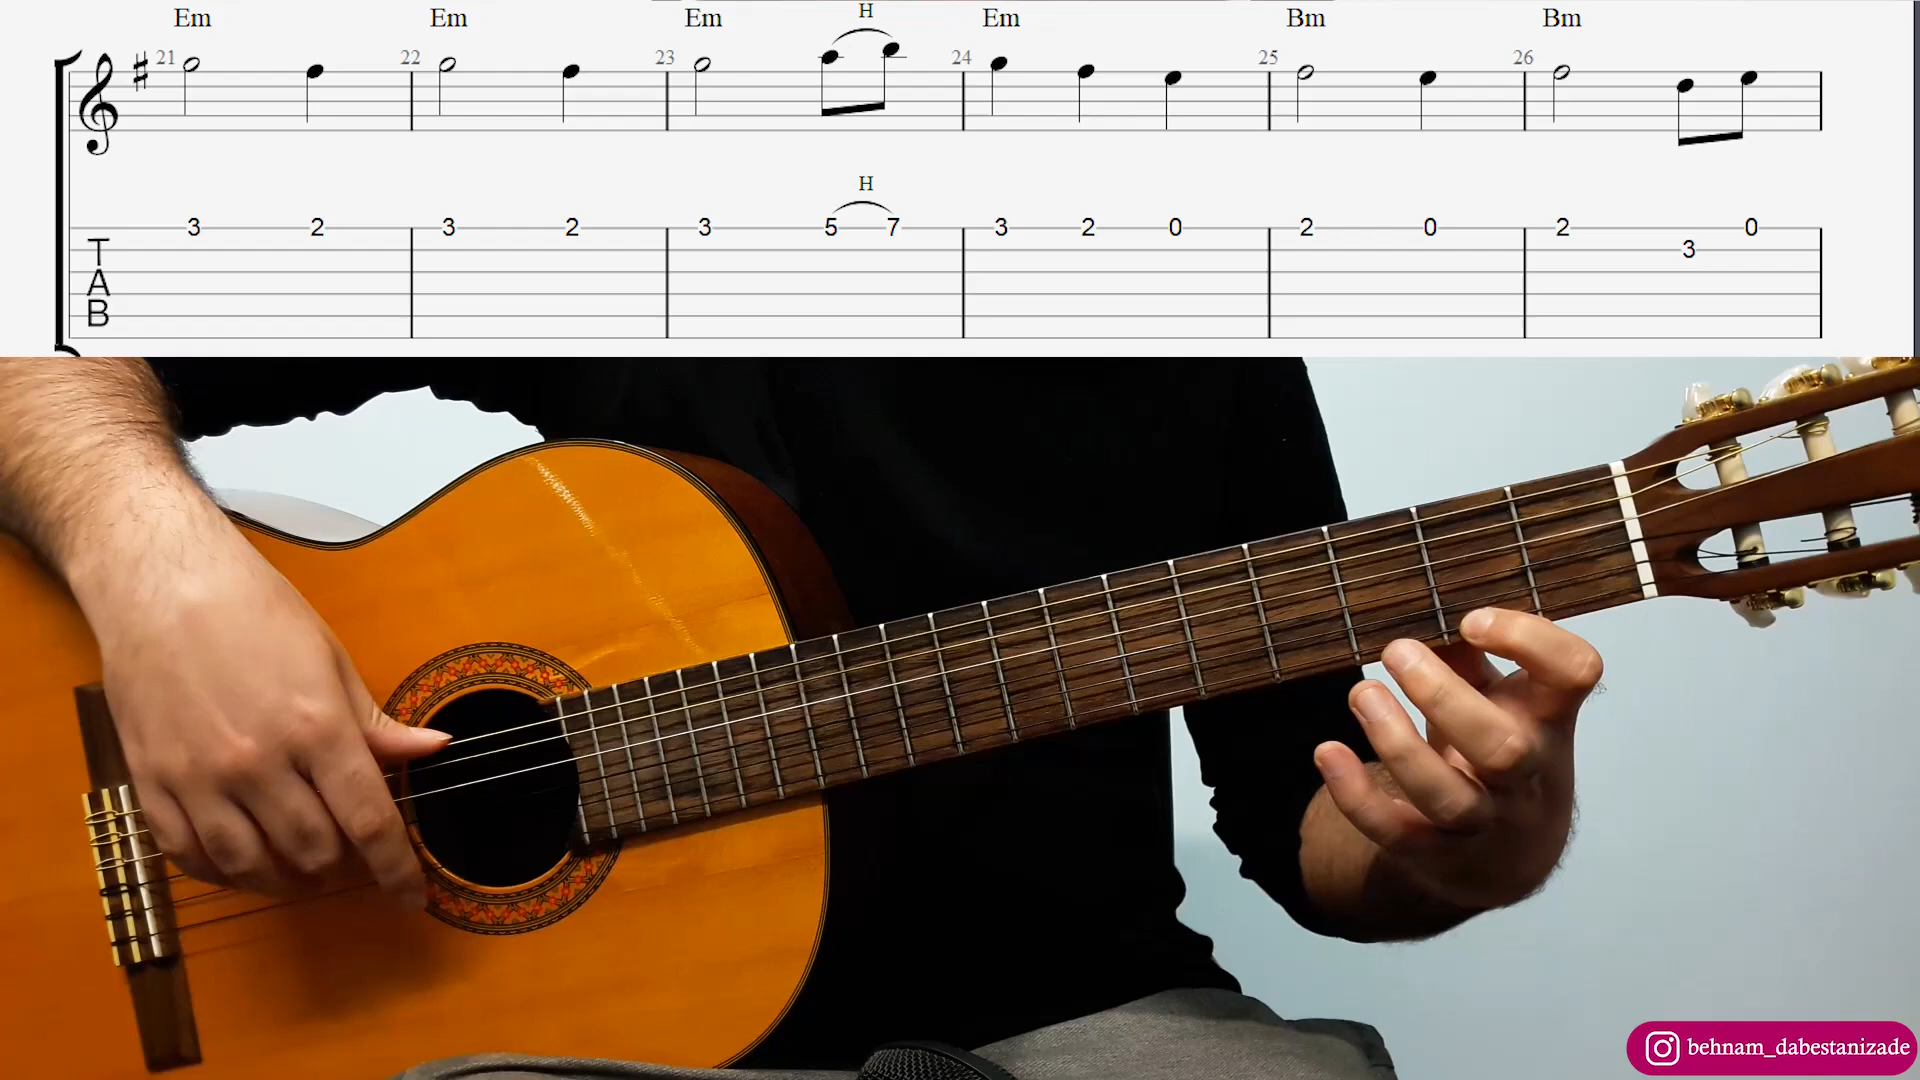 Em Em Em H Em Bm Bm
21 22 23 24 25 26
H
3 2 3 2 3 5 7 3 2 0 2 0 2 3 0
T
A
B
behnam_dabestanizade